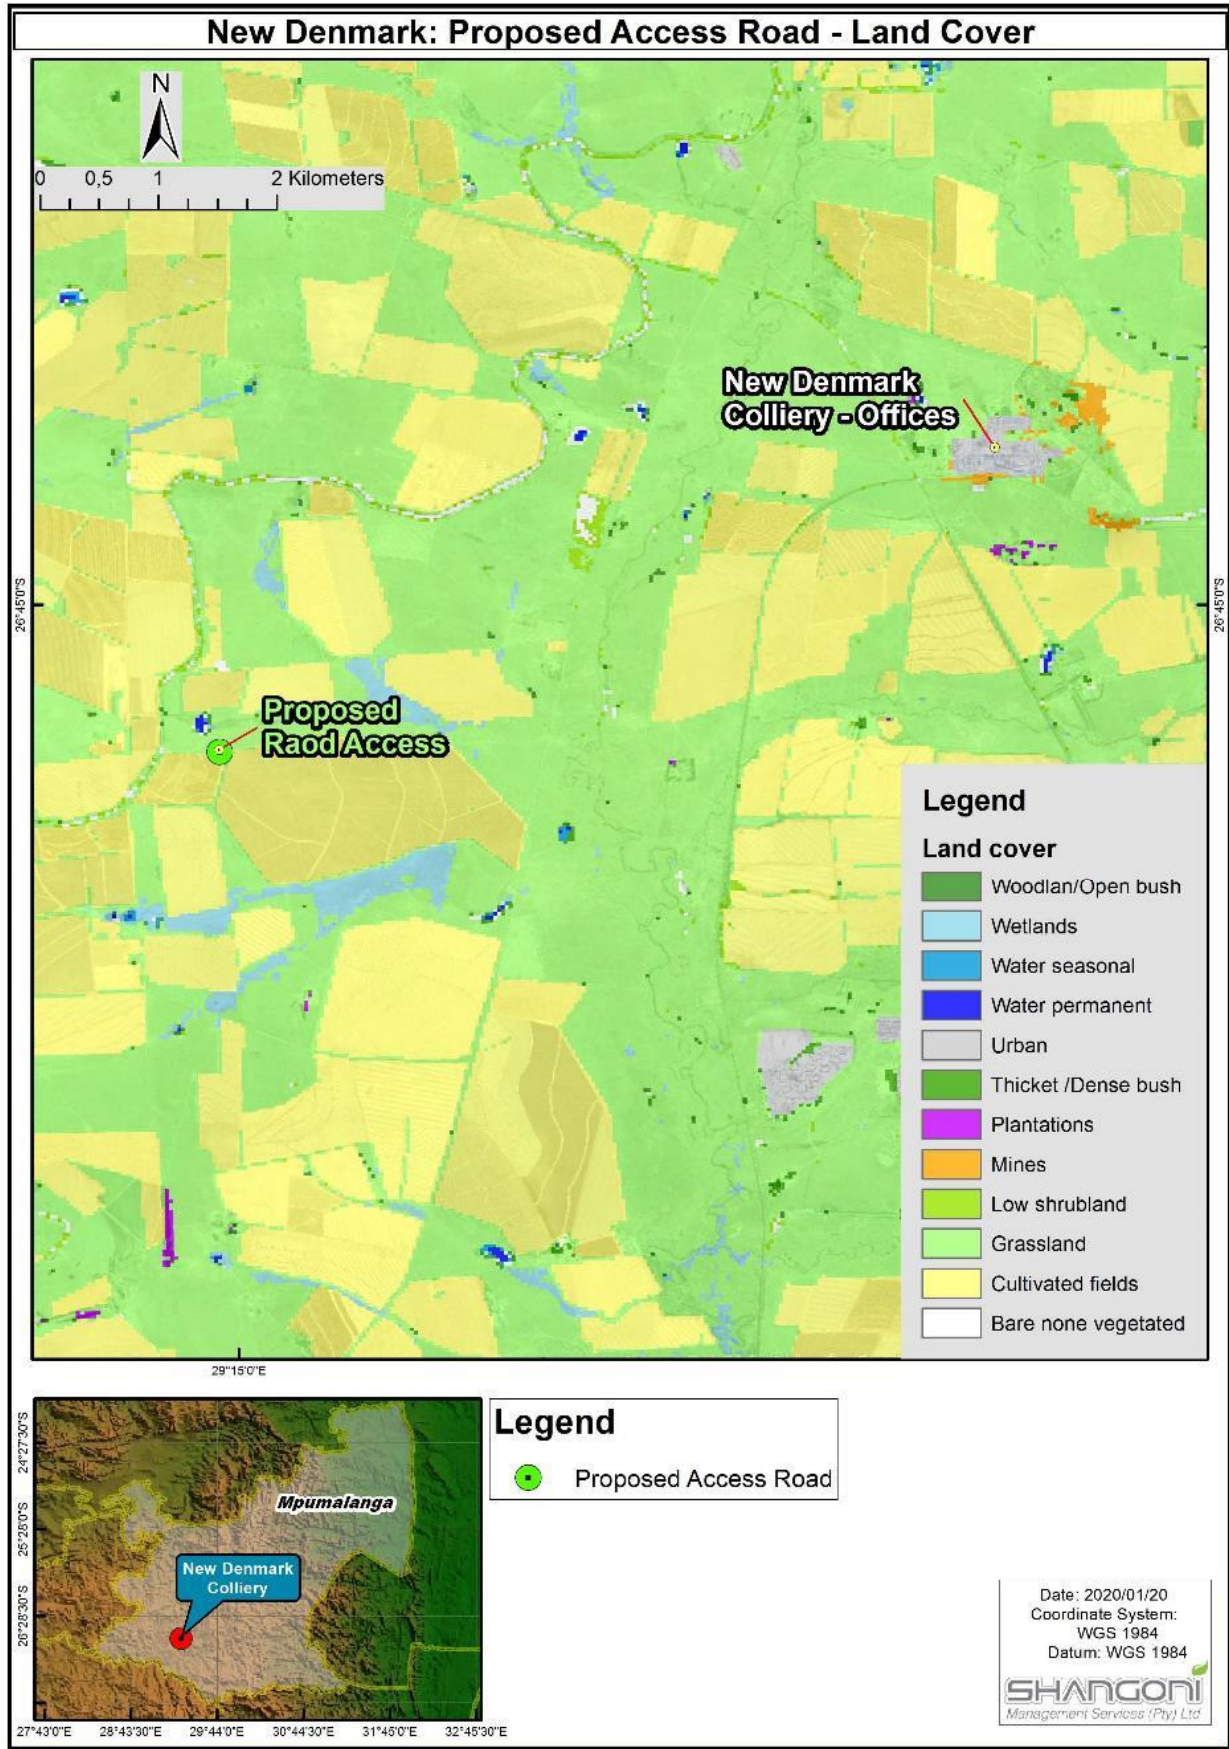 New Denmark: Proposed Access Road - Land Cover
N
0 0,5 1 2 Kilometers
New Denmark
Colliery - Offices
26°45'0"S
26°45'0"S
Proposed
Raod Access
Legend
Land cover
Woodlan/Open bush
Wetlands
Water seasonal
Water permanent
Urban
Thicket /Dense bush
Plantations
Mines
Low shrubland
Grassland
Cultivated fields
Bare none vegetated
29°15'0"E
24°27'30"S
25°28'0"S
26°28'30"S
Mpumalanga
New Denmark
Colliery
27°43'0"E 28°43'30"E 29°44'0"E 30°44'30"E 31°45'0"E 32°45'30"E
Legend
Proposed Access Road
Date: 2020/01/20
Coordinate System:
WGS 1984
Datum: WGS 1984
SHANGONI
Management Services (Pty) Ltd